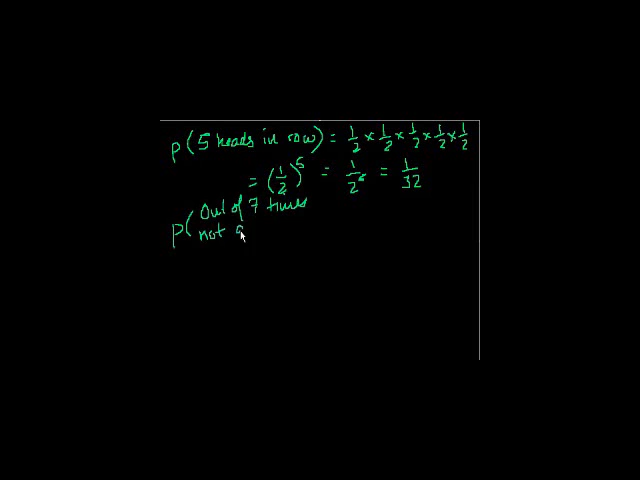 P(5 heads in row) = 1/2 × 1/2 × 1/2 × 1/2 × 1/2
= (1/2)^5 = 1/2^5 = 1/32
P(Out of 7 times
not